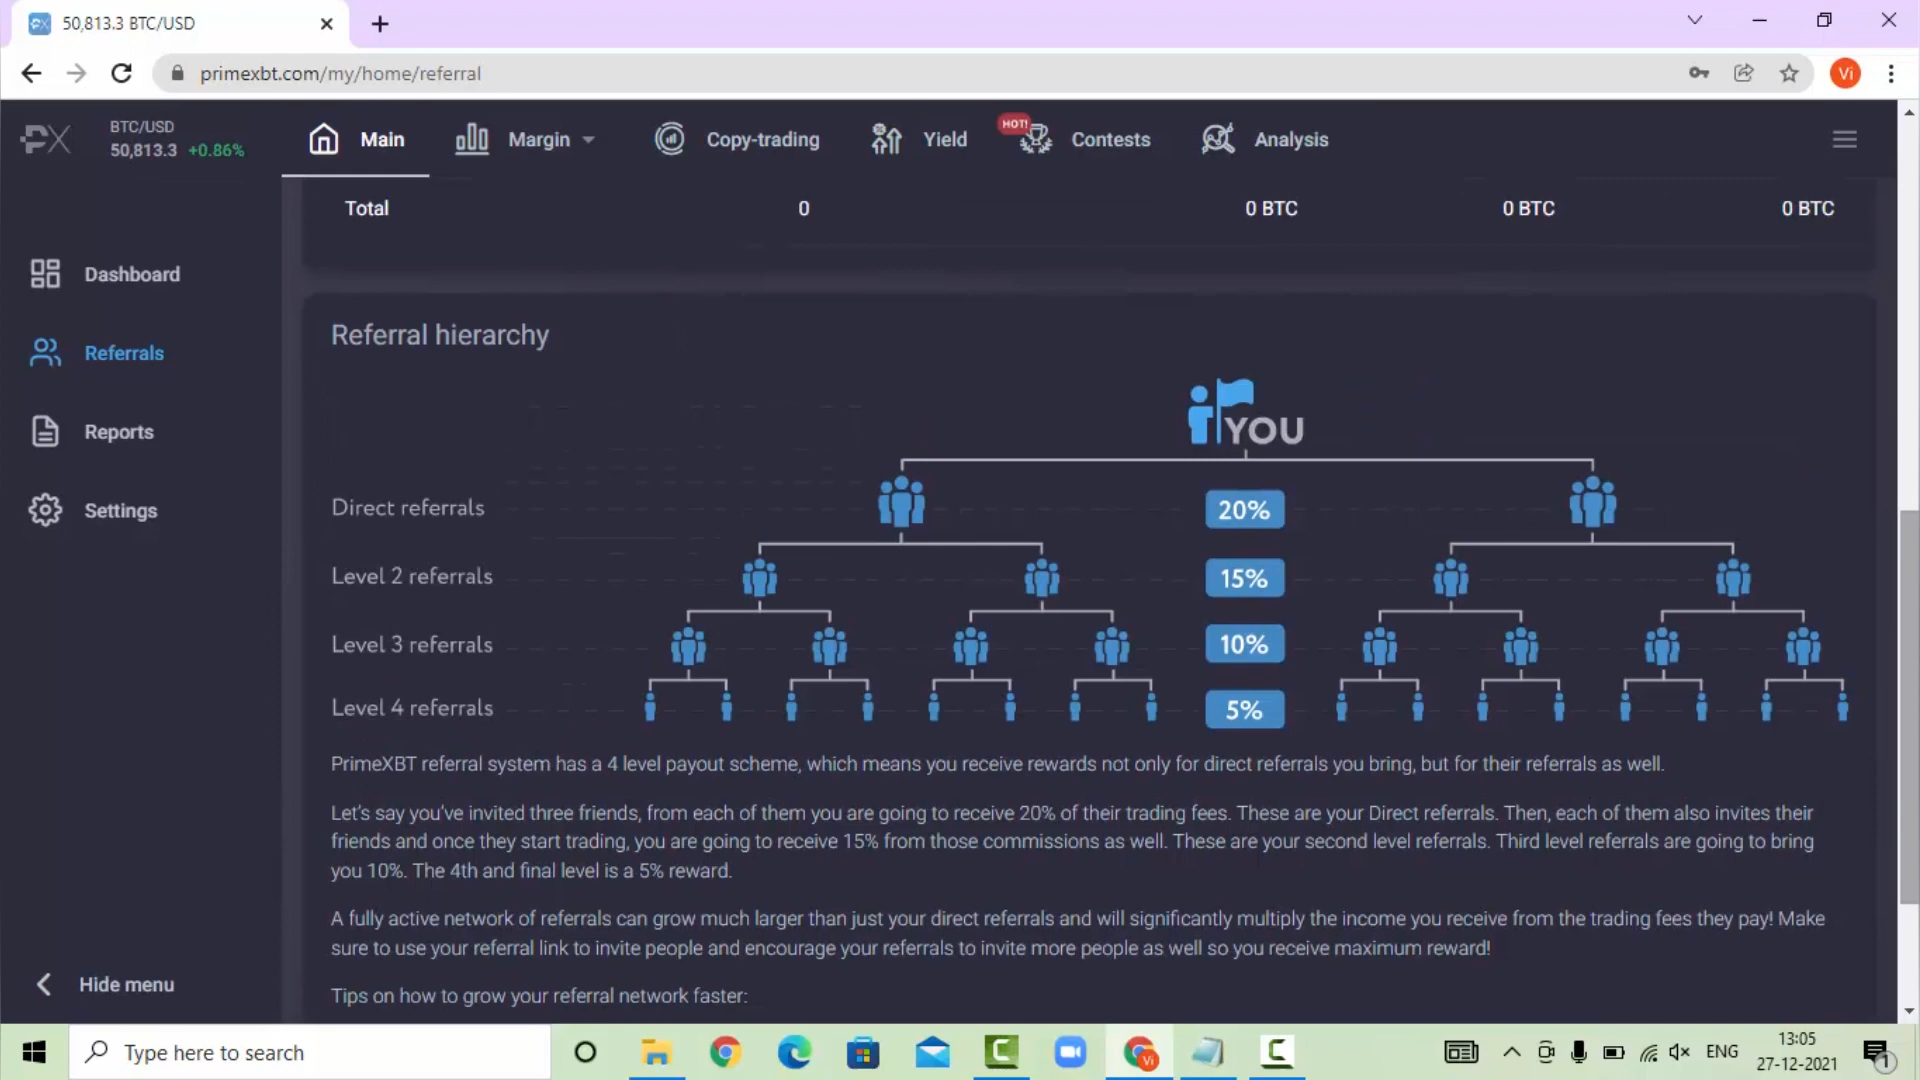 50,813.3 BTC/USD
primexbt.com/my/home/referral
Vi
PX
BTC/USD
50,813.3 +0.86%
Main
Margin
Copy-trading
Yield
HOT!
Contests
Analysis
Total 0 0 BTC 0 BTC 0 BTC
Dashboard
Referrals
Reports
Settings
Hide menu
Referral hierarchy
YOU
Direct referrals 20%
Level 2 referrals 15%
Level 3 referrals 10%
Level 4 referrals 5%
PrimeXBT referral system has a 4 level payout scheme, which means you receive rewards not only for direct referrals you bring, but for their referrals as well.
Let's say you've invited three friends, from each of them you are going to receive 20% of their trading fees. These are your Direct referrals. Then, each of them also invites their
friends and once they start trading, you are going to receive 15% from those commissions as well. These are your second level referrals. Third level referrals are going to bring
you 10%. The 4th and final level is a 5% reward.
A fully active network of referrals can grow much larger than just your direct referrals and will significantly multiply the income you receive from the trading fees they pay! Make
sure to use your referral link to invite people and encourage your referrals to invite more people as well so you receive maximum reward!
Tips on how to grow your referral network faster:
Type here to search
Vi
ENG
13:05
27-12-2021
1